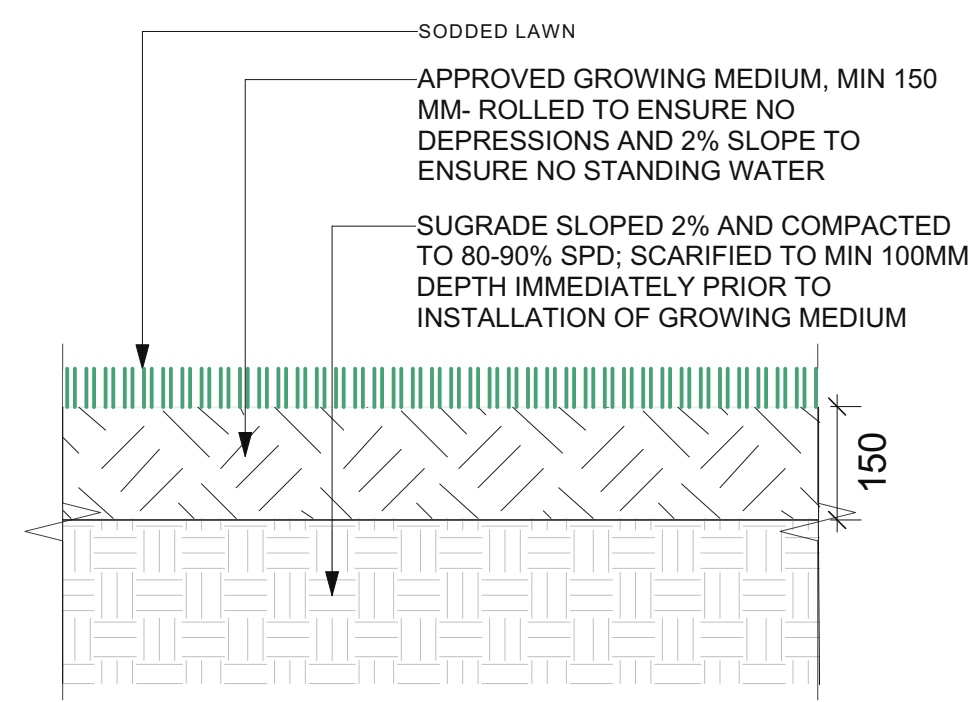 SODDED LAWN
APPROVED GROWING MEDIUM, MIN 150
MM- ROLLED TO ENSURE NO
DEPRESSIONS AND 2% SLOPE TO
ENSURE NO STANDING WATER
SUGRADE SLOPED 2% AND COMPACTED
TO 80-90% SPD; SCARIFIED TO MIN 100MM
DEPTH IMMEDIATELY PRIOR TO
INSTALLATION OF GROWING MEDIUM
150